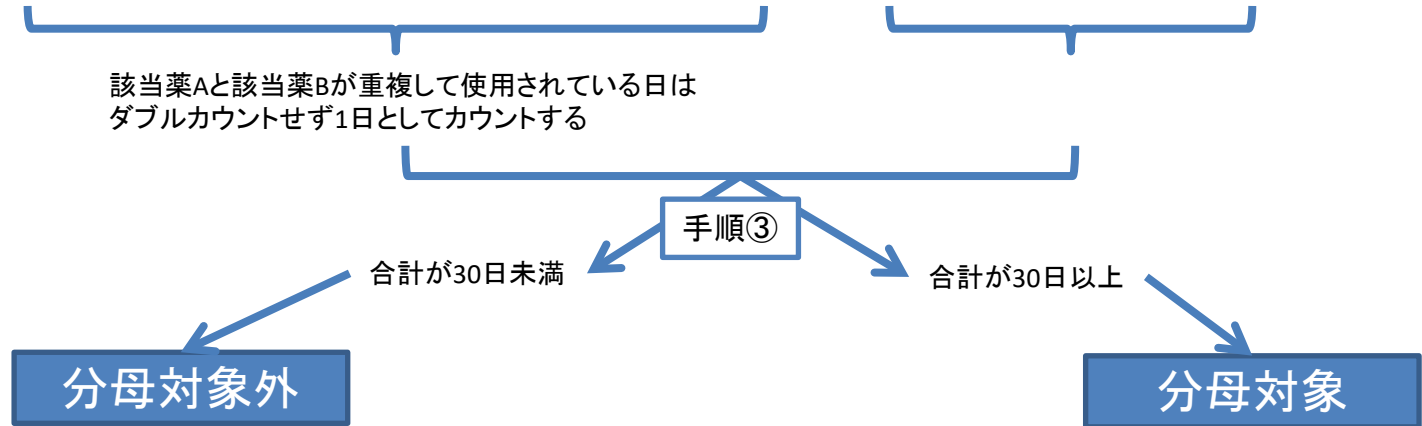 該当薬Aと該当薬Bが重複して使用されている日は
ダブルカウントせず1日としてカウントする
手順③
合計が30日未満
合計が30日以上
分母対象外
分母対象